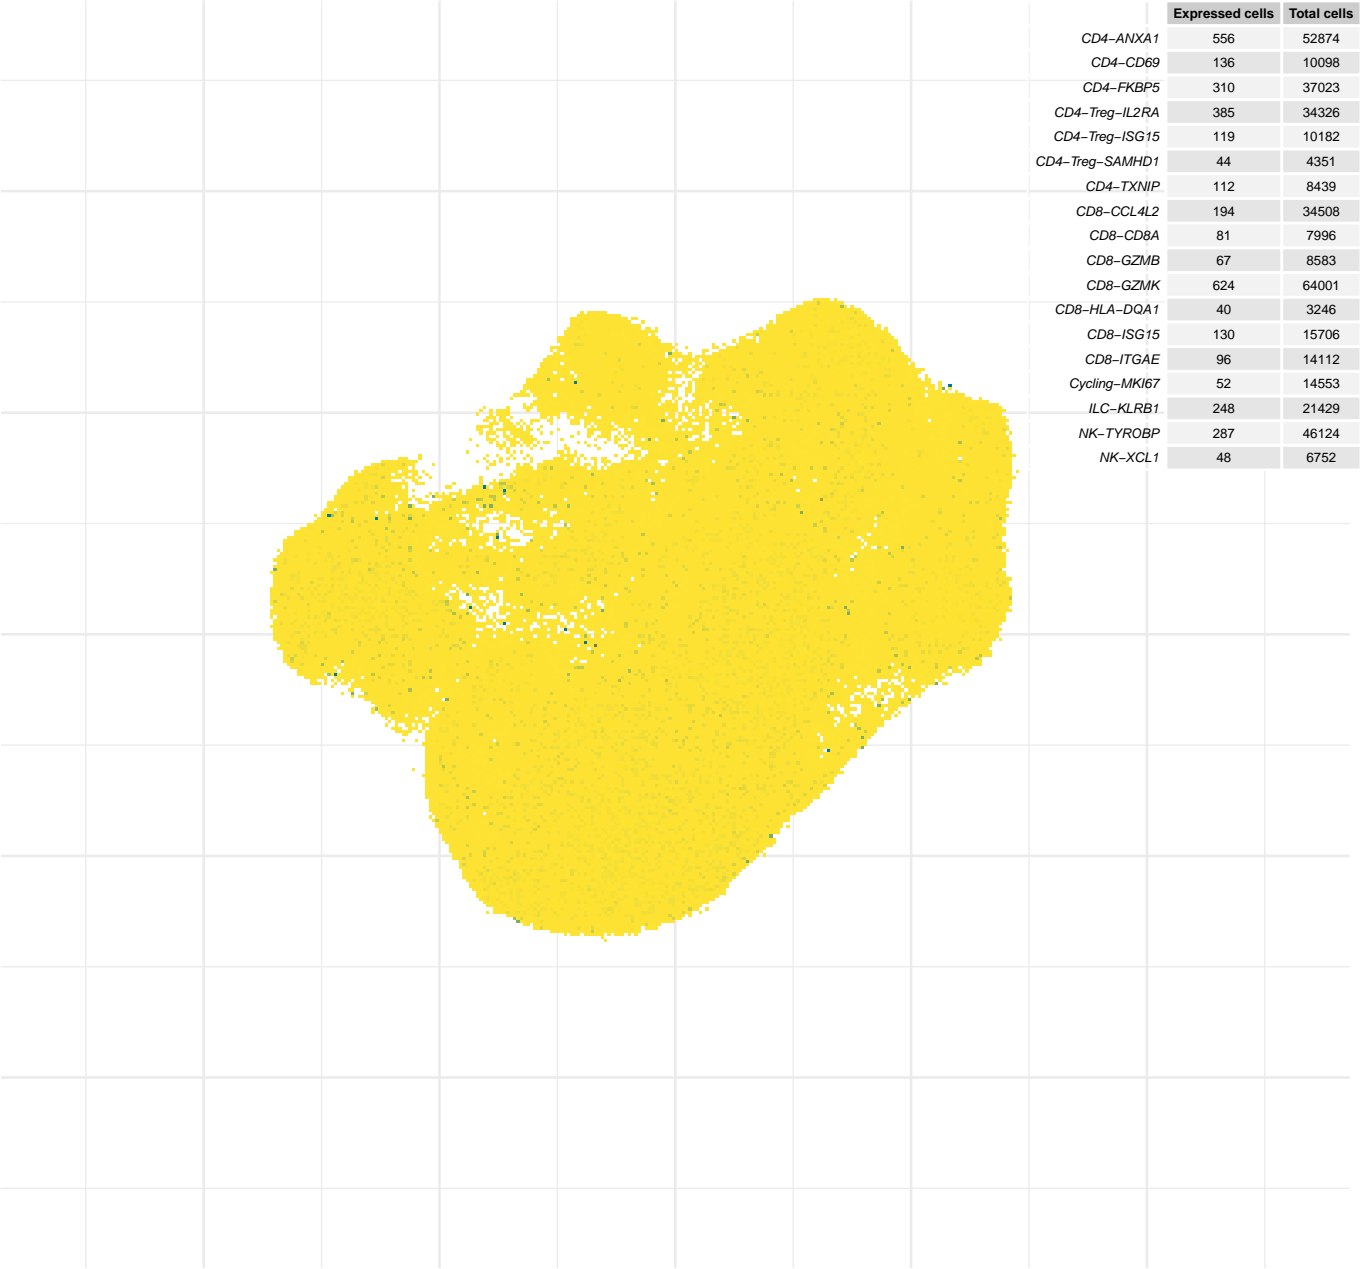 Expressed cells Total cells
CD4−ANXA1 556 52874
CD4−CD69 136 10098
CD4−FKBP5 310 37023
CD4−Treg−IL2RA 385 34326
CD4−Treg−ISG15 119 10182
CD4−Treg−SAMHD1 44 4351
CD4−TXNIP 112 8439
CD8−CCL4L2 194 34508
CD8−CD8A 81 7996
CD8−GZMB 67 8583
CD8−GZMK 624 64001
CD8−HLA−DQA1 40 3246
CD8−ISG15 130 15706
CD8−ITGAE 96 14112
Cycling−MKI67 52 14553
ILC−KLRB1 248 21429
NK−TYROBP 287 46124
NK−XCL1 48 6752